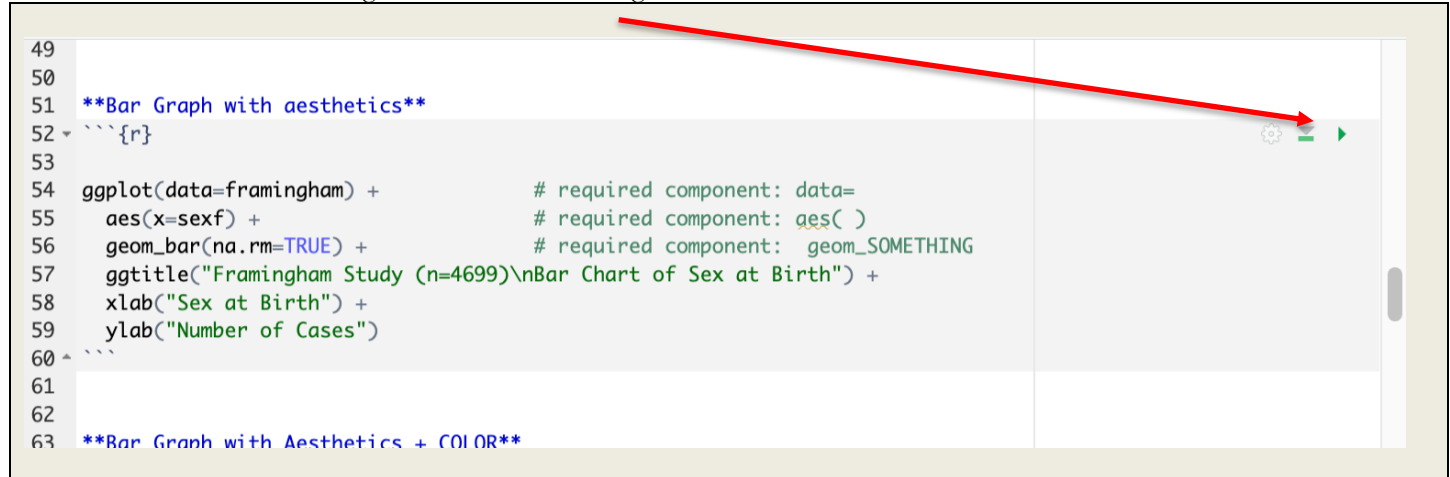 49
50
51 **Bar Graph with aesthetics**
52 ```{r}
53
54 ggplot(data=framingham) + # required component: data=
55 aes(x=sexf) + # required component: aes( )
56 geom_bar(na.rm=TRUE) + # required component:  geom_SOMETHING
57 ggtitle("Framingham Study (n=4699)\nBar Chart of Sex at Birth") +
58 xlab("Sex at Birth") +
59 ylab("Number of Cases")
60 ```
61
62
63 **Bar Graph with Aesthetics + COLOR**